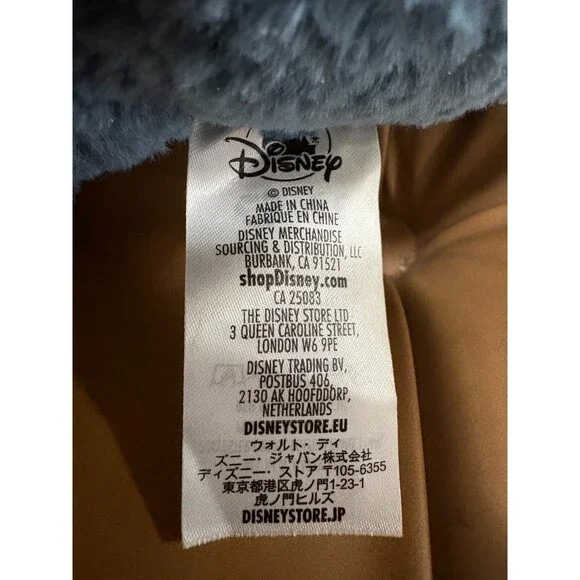 Disney
© DISNEY
MADE IN CHINA
FABRIQUÉ EN CHINE
DISNEY MERCHANDISE
SOURCING & DISTRIBUTION, LLC
BURBANK, CA 91521
shopDisney.com
CA 25083
THE DISNEY STORE LTD
3 QUEEN CAROLINE STREET,
LONDON W6 9PE
DISNEY TRADING BV,
POSTBUS 406,
2130 AK HOOFDDORP,
NETHERLANDS
DISNEYSTORE.EU
ウォルト・ディ
ズニー・ジャパン株式会社
ディズニー・ストア 〒105-6355
東京都港区虎ノ門1-23-1
虎ノ門ヒルズ
DISNEYSTORE.JP